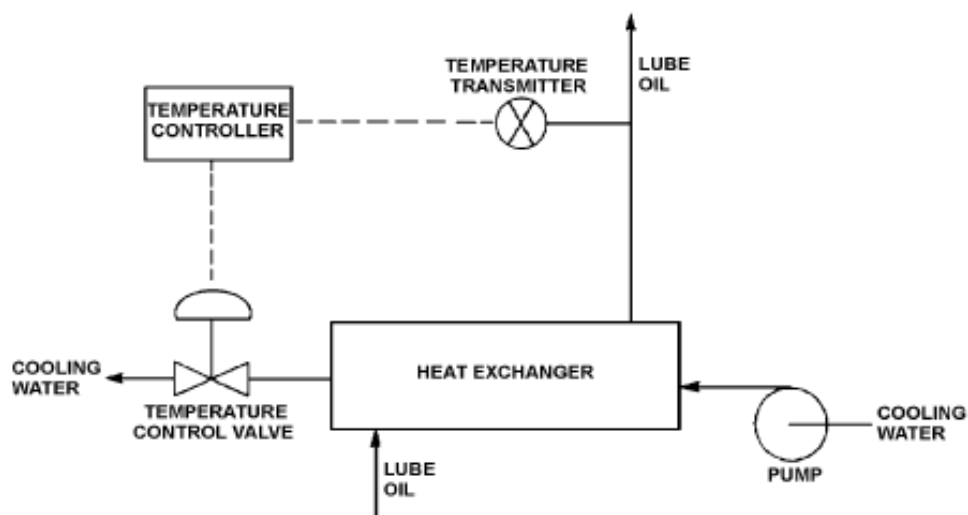 LUBE
OIL
TEMPERATURE
TRANSMITTER
TEMPERATURE
CONTROLLER
HEAT EXCHANGER
COOLING
WATER
TEMPERATURE
CONTROL VALVE
COOLING
WATER
PUMP
LUBE
OIL